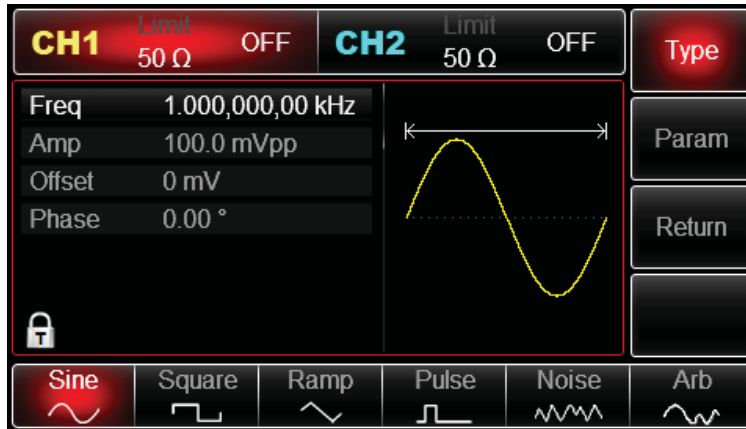 CH1 Limit 50 Ω OFF CH2 Limit 50 Ω OFF
Type
Freq 1.000,000,00 kHz
Amp 100.0 mVpp
Offset 0 mV
Phase 0.00 °
Param
Return
T
Sine Square Ramp Pulse Noise Arb